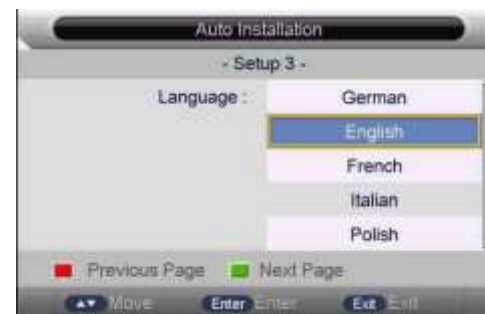 Auto Installation
- Setup 3 -
Language : German
English
French
Italian
Polish
Previous Page Next Page
Move Enter Enter Exit Exit